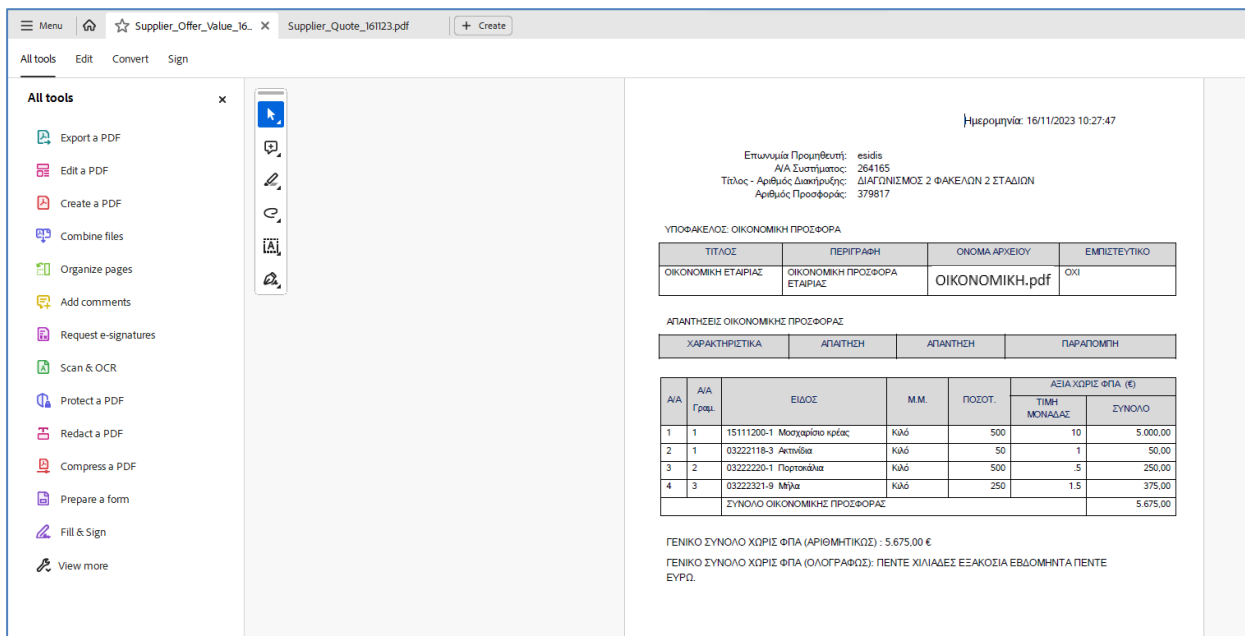 Menu
Supplier_Offer_Value_16...
Supplier_Quote_161123.pdf
+ Create
All tools Edit Convert Sign
All tools
Export a PDF
Edit a PDF
Create a PDF
Combine files
Organize pages
Add comments
Request e-signatures
Scan & OCR
Protect a PDF
Redact a PDF
Compress a PDF
Prepare a form
Fill & Sign
View more
Ημερομηνία: 16/11/2023 10:27:47
Επωνυμία Προμηθευτή: esidis
Α/Α Συστήματος: 264165
Τίτλος - Αριθμός Διακήρυξης: ΔΙΑΓΩΝΙΣΜΟΣ 2 ΦΑΚΕΛΩΝ 2 ΣΤΑΔΙΩΝ
Αριθμός Προσφοράς: 379817
ΥΠΟΦΑΚΕΛΟΣ: ΟΙΚΟΝΟΜΙΚΗ ΠΡΟΣΦΟΡΑ
ΤΙΤΛΟΣ ΠΕΡΙΓΡΑΦΗ ΟΝΟΜΑ ΑΡΧΕΙΟΥ ΕΜΠΙΣΤΕΥΤΙΚΟ
ΟΙΚΟΝΟΜΙΚΗ ΕΤΑΙΡΙΑΣ ΟΙΚΟΝΟΜΙΚΗ ΠΡΟΣΦΟΡΑ ΟΙΚΟΝΟΜΙΚΗ.pdf ΟΧΙ
ΕΤΑΙΡΙΑΣ
ΑΠΑΝΤΗΣΕΙΣ ΟΙΚΟΝΟΜΙΚΗΣ ΠΡΟΣΦΟΡΑΣ
ΧΑΡΑΚΤΗΡΙΣΤΙΚΑ ΑΠΑΙΤΗΣΗ ΑΠΑΝΤΗΣΗ ΠΑΡΑΠΟΜΠΗ
Α/Α Α/Α Γραμ. ΕΙΔΟΣ Μ.Μ. ΠΟΣΟΤ. ΑΞΙΑ ΧΩΡΙΣ ΦΠΑ (€)
ΤΙΜΗ ΜΟΝΑΔΑΣ ΣΥΝΟΛΟ
1 1 15111200-1 Μοσχαρίσιο κρέας Κιλό 500 10 5.000,00
2 1 03222118-3 Ακτινίδια Κιλό 50 1 50,00
3 2 03222220-1 Πορτοκάλια Κιλό 500 .5 250,00
4 3 03222321-9 Μήλα Κιλό 250 1.5 375,00
ΣΥΝΟΛΟ ΟΙΚΟΝΟΜΙΚΗΣ ΠΡΟΣΦΟΡΑΣ 5.675,00
ΓΕΝΙΚΟ ΣΥΝΟΛΟ ΧΩΡΙΣ ΦΠΑ (ΑΡΙΘΜΗΤΙΚΩΣ) : 5.675,00 €
ΓΕΝΙΚΟ ΣΥΝΟΛΟ ΧΩΡΙΣ ΦΠΑ (ΟΛΟΓΡΑΦΩΣ): ΠΕΝΤΕ ΧΙΛΙΑΔΕΣ ΕΞΑΚΟΣΙΑ ΕΒΔΟΜΗΝΤΑ ΠΕΝΤΕ
ΕΥΡΩ.